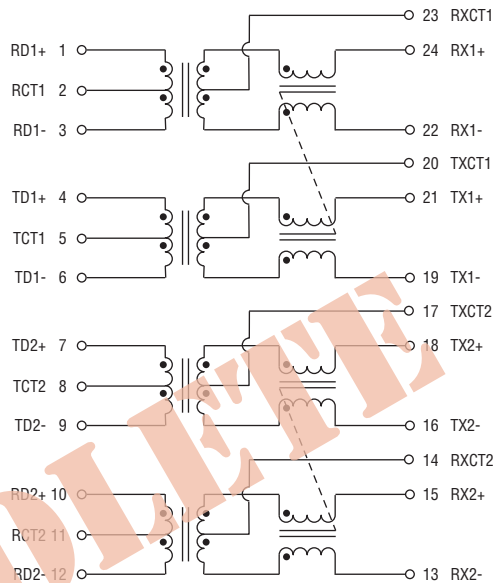 23 RXCT1
RD1+ 1
24 RX1+
RCT1 2
RD1- 3
22 RX1-
20 TXCT1
TD1+ 4
21 TX1+
TCT1 5
TD1- 6
19 TX1-
17 TXCT2
TD2+ 7
18 TX2+
TCT2 8
TD2- 9
16 TX2-
14 RXCT2
RD2+ 10
15 RX2+
RCT2 11
RD2- 12
13 RX2-
OLETE